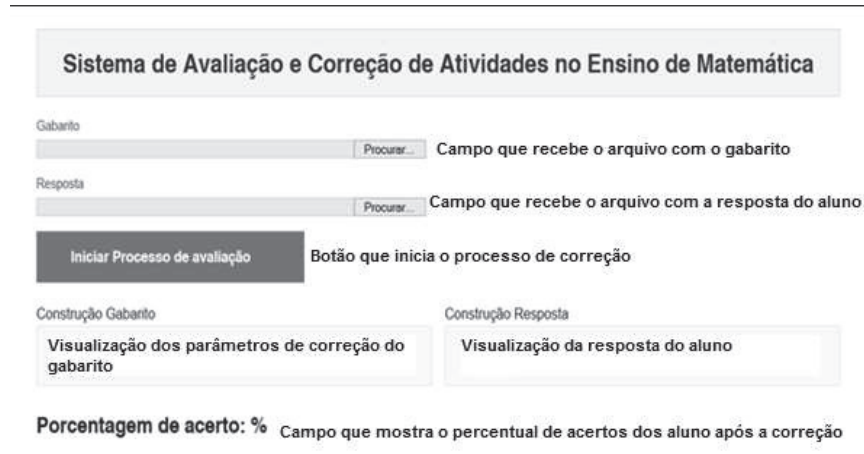 Sistema de Avaliação e Correção de Atividades no Ensino de Matemática
Gabarito
Procurar... Campo que recebe o arquivo com o gabarito
Resposta
Procurar... Campo que recebe o arquivo com a resposta do aluno
Iniciar Processo de avaliação Botão que inicia o processo de correção
Construção Gabarito Construção Resposta
Visualização dos parâmetros de correção do Visualização da resposta do aluno
gabarito
Porcentagem de acerto: % Campo que mostra o percentual de acertos dos aluno após a correção